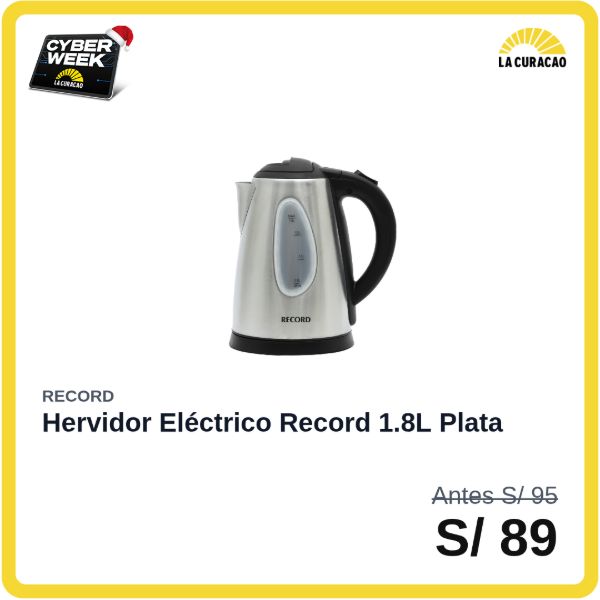 CYBER
WEEK
LA CURACAO
LA CURACAO
RECORD
RECORD
Hervidor Eléctrico Record 1.8L Plata
Antes S/ 95
S/ 89